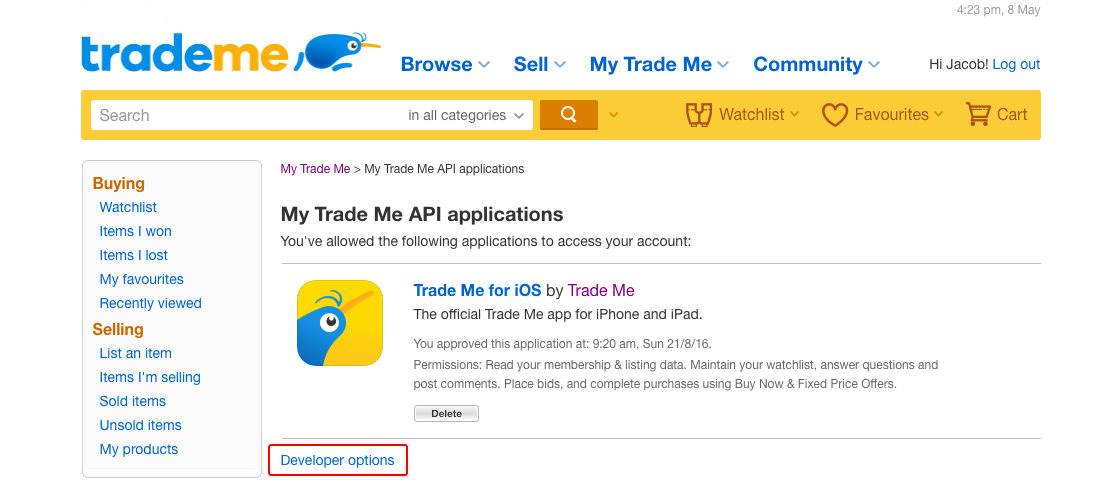 4:23 pm, 8 May
trademe
Browse Sell My Trade Me Community Hi Jacob! Log out
Search in all categories Watchlist Favourites Cart
Buying
Watchlist
Items I won
Items I lost
My favourites
Recently viewed
Selling
List an item
Items I'm selling
Sold items
Unsold items
My products
My Trade Me > My Trade Me API applications
My Trade Me API applications
You've allowed the following applications to access your account:
Trade Me for iOS by Trade Me
The official Trade Me app for iPhone and iPad.
You approved this application at: 9:20 am, Sun 21/8/16.
Permissions: Read your membership & listing data. Maintain your watchlist, answer questions and
post comments. Place bids, and complete purchases using Buy Now & Fixed Price Offers.
Delete
Developer options